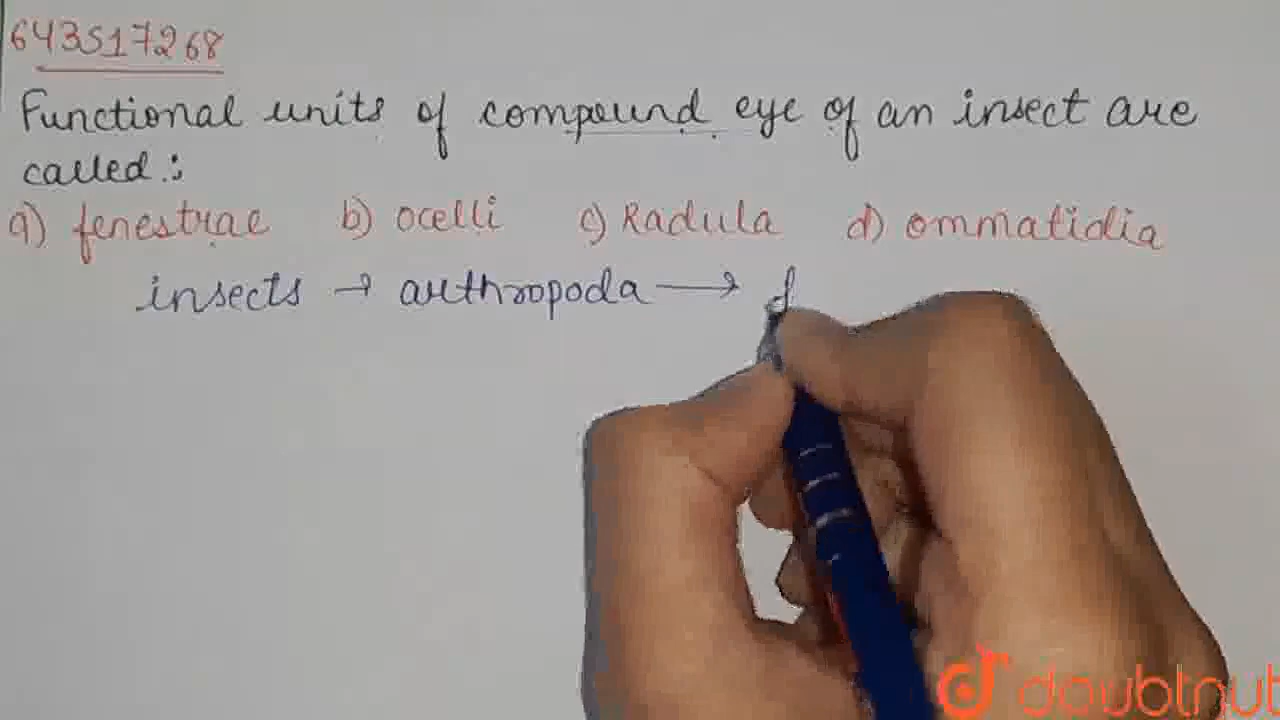 643517268
Functional units of compound eye of an insect are
called :
a) fenestrae b) ocelli c) Radula d) ommatidia
insects → arthropoda →
doubtnut